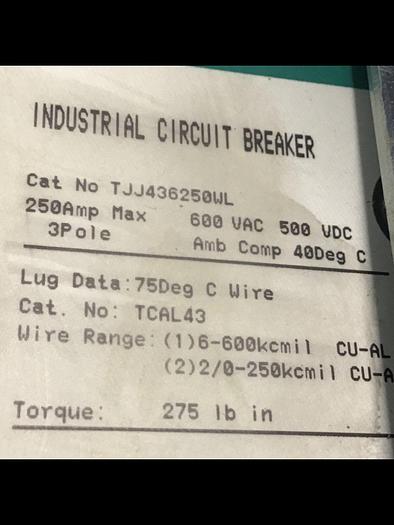 INDUSTRIAL CIRCUIT BREAKER
Cat No TJJ436250WL
250Amp Max 600 VAC 500 VDC
3Pole Amb Comp 40Deg C
Lug Data:75Deg C Wire
Cat. No: TCAL43
Wire Range:(1)6-600kcmil CU-AL
(2)2/0-250kcmil CU-A
Torque: 275 lb in